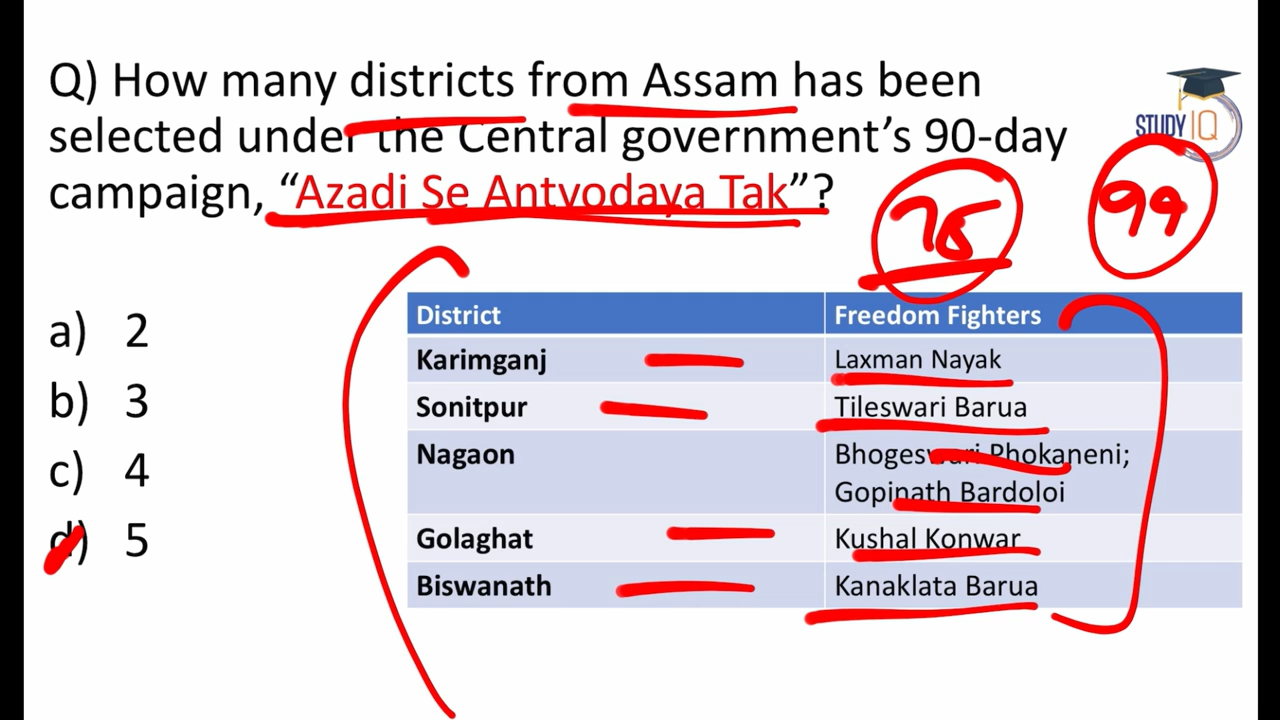 Q) How many districts from Assam has been
STUDY IQ
selected under the Central government's 90-day
campaign, “Azadi Se Antyodaya Tak”?
75
99
a) 2
b) 3
c) 4
d) 5
District Freedom Fighters
Karimganj Laxman Nayak
Sonitpur Tileswari Barua
Nagaon Bhogeswari Phokaneni;
Gopinath Bardoloi
Golaghat Kushal Konwar
Biswanath Kanaklata Barua